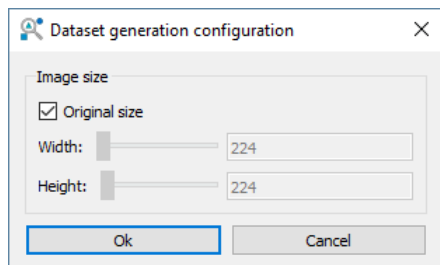 Dataset generation configuration
Image size
Original size
Width: 224
Height: 224
Ok Cancel